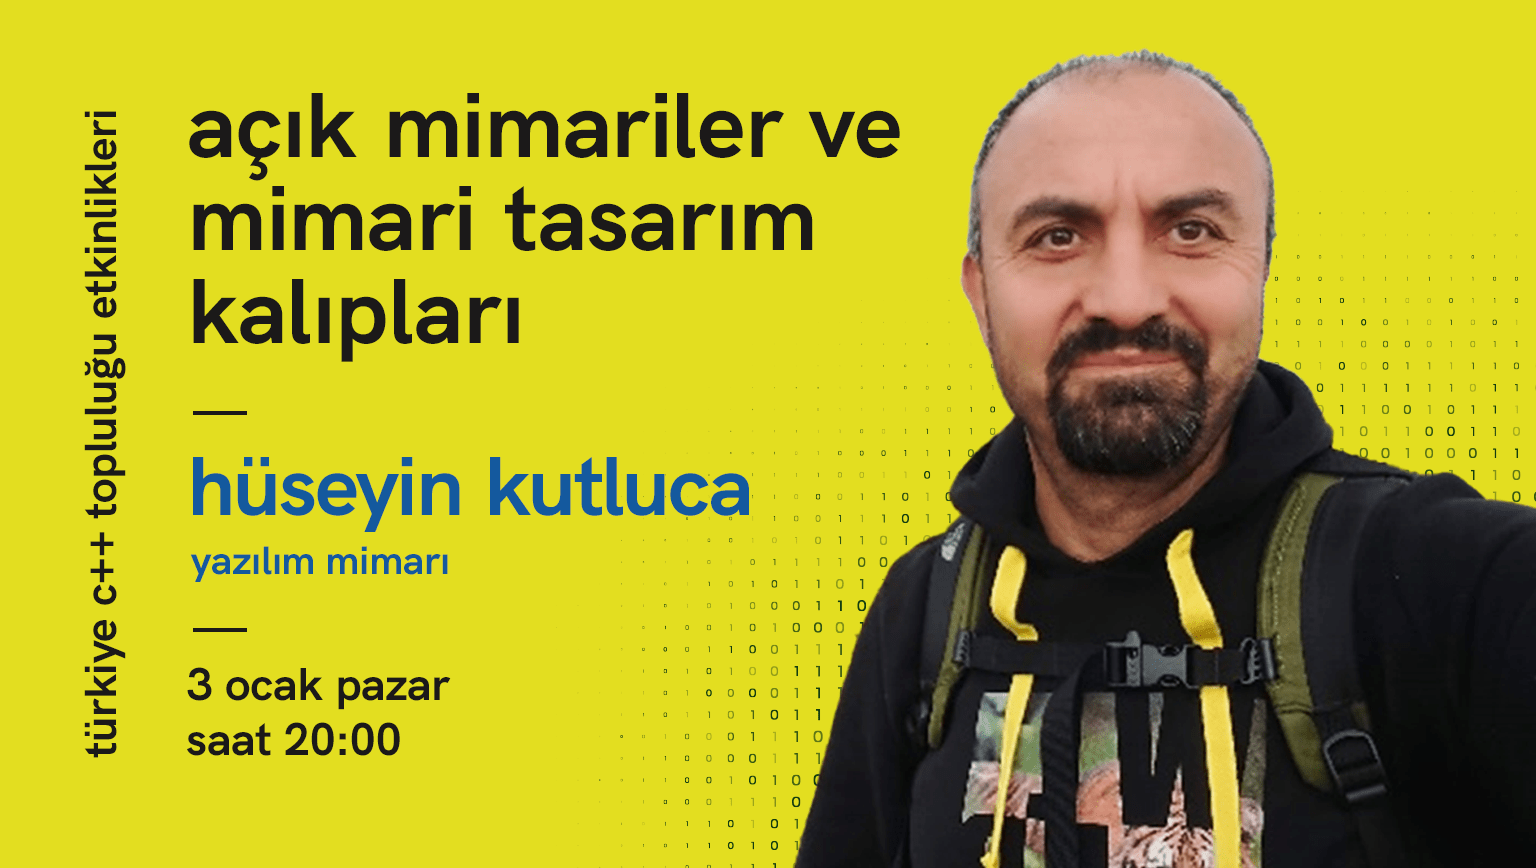 türkiye c++ topluluğu etkinlikleri
açık mimariler ve
mimari tasarım
kalıpları
hüseyin kutluca
yazılım mimarı
3 ocak pazar
saat 20:00